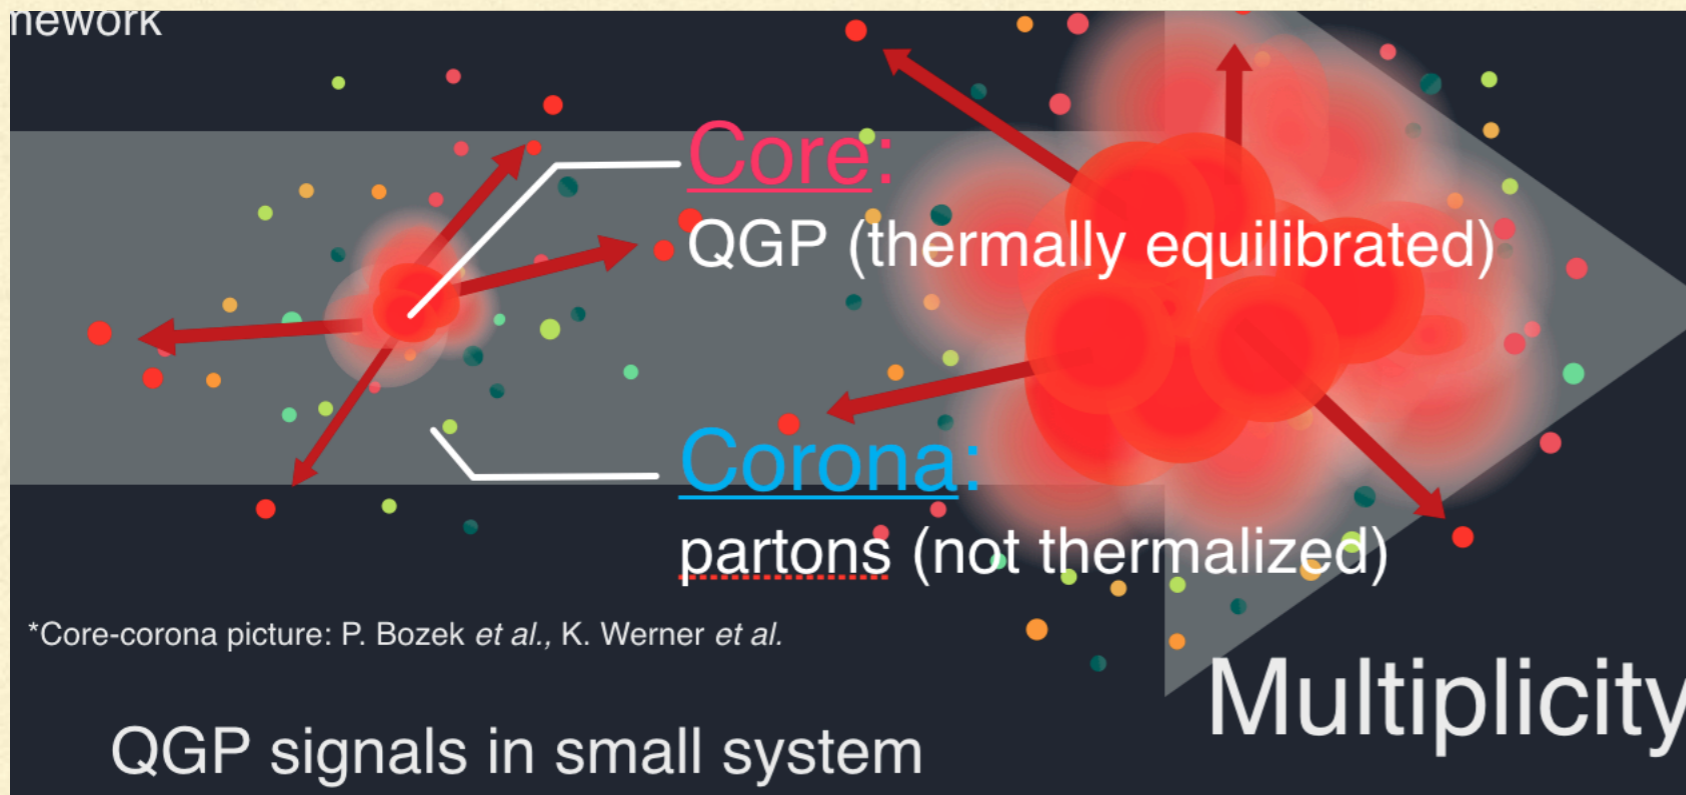 nework
Core:
QGP (thermally equilibrated)
Corona:
partons (not thermalized)
*Core-corona picture: P. Bozek et al., K. Werner et al.
Multiplicity
QGP signals in small system